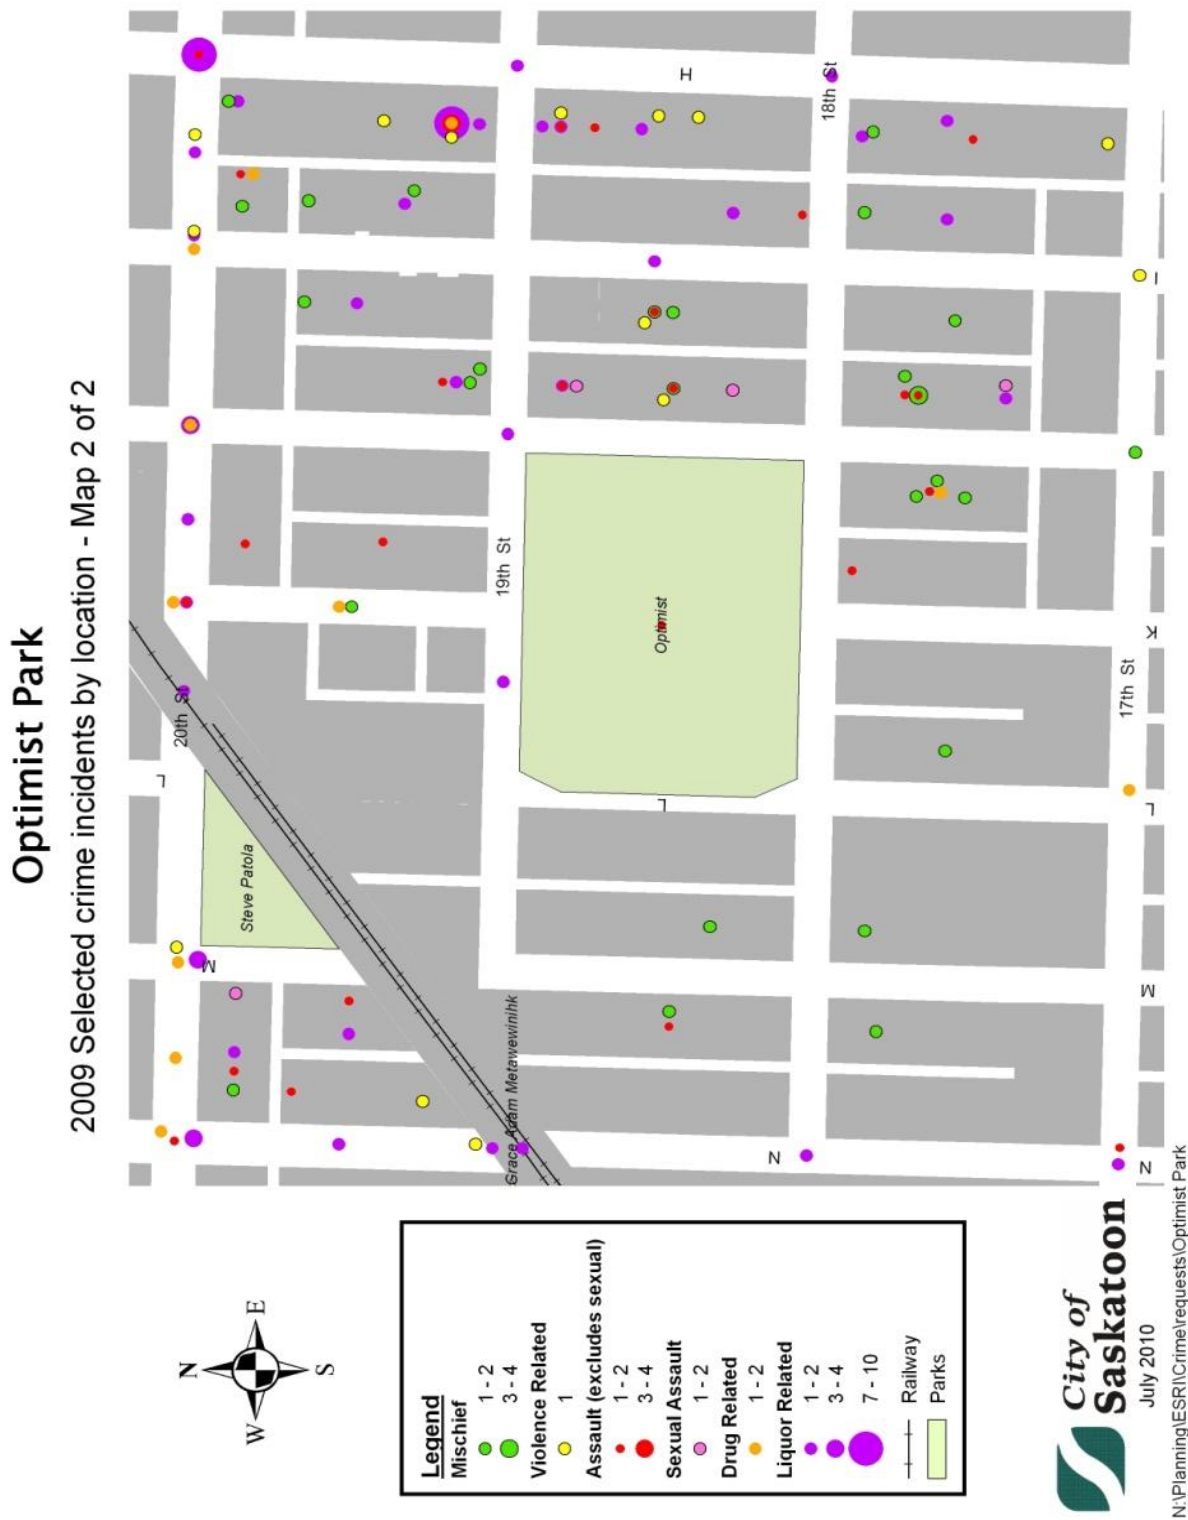 Optimist Park
2009 Selected crime incidents by location - Map 2 of 2
N
W
E
S
Legend
Mischief
1 - 2
3 - 4
Violence Related
1
Assault (excludes sexual)
1 - 2
3 - 4
Sexual Assault
1 - 2
Drug Related
1 - 2
Liquor Related
1 - 2
3 - 4
7 - 10
Railway
Parks
City of
Saskatoon
July 2010
N:\Planning\ESRI\Crime\requests\Optimist Park
20th St
L
Steve Patola
M
19th St
Grace Adam Metawewinihk
Optimist
L
H
18th St
N
17th St
N
M
L
K
I